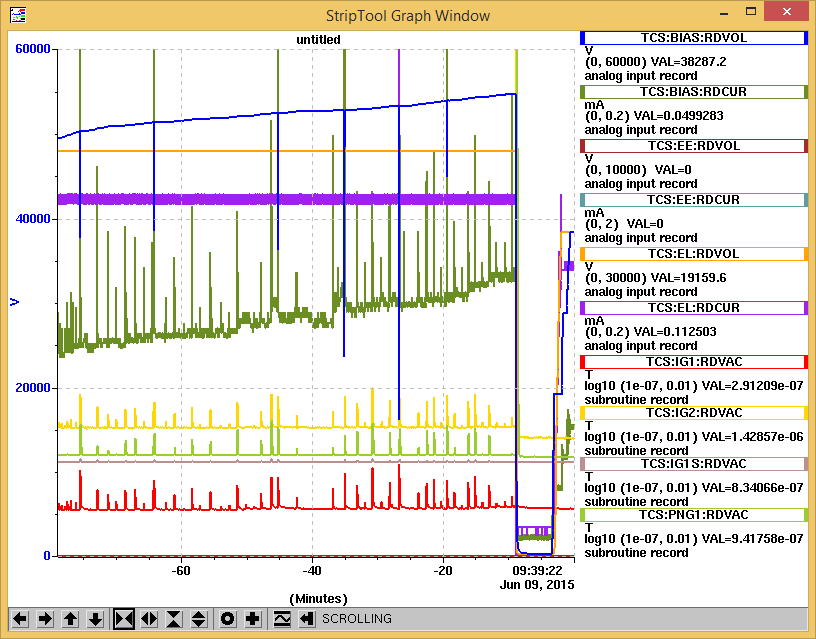 StripTool Graph Window
untitled
60000
40000
20000
0
V
-60
-40
-20
09:39:22
Jun 09, 2015
(Minutes)
TCS:BIAS:RDVOL
V
(0, 60000) VAL=38287.2
analog input record
TCS:BIAS:RDCUR
mA
(0, 0.2) VAL=0.0499283
analog input record
TCS:EE:RDVOL
V
(0, 10000) VAL=0
analog input record
TCS:EE:RDCUR
mA
(0, 2) VAL=0
analog input record
TCS:EL:RDVOL
V
(0, 30000) VAL=19159.6
analog input record
TCS:EL:RDCUR
mA
(0, 0.2) VAL=0.112503
analog input record
TCS:IG1:RDVAC
T
log10 (1e-07, 0.01) VAL=2.91209e-07
subroutine record
TCS:IG2:RDVAC
T
log10 (1e-07, 0.01) VAL=1.42857e-06
subroutine record
TCS:IG1S:RDVAC
T
log10 (1e-07, 0.01) VAL=8.34066e-07
subroutine record
TCS:PNG1:RDVAC
T
log10 (1e-07, 0.01) VAL=9.41758e-07
subroutine record
SCROLLING